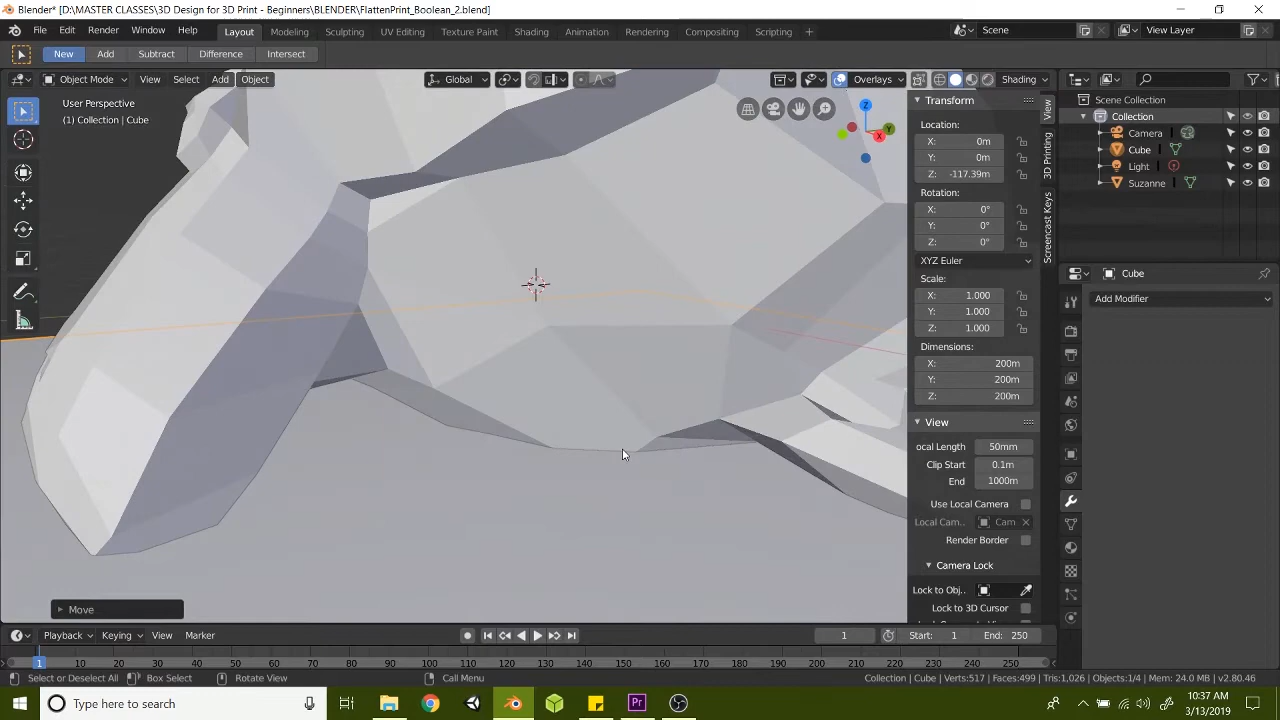 Blender* [D:\MASTER CLASSES\3D Design for 3D Print - Beginners\BLENDER\FlattenPrint_Boolean_2.blend]
File Edit Render Window Help Layout Modeling Sculpting UV Editing Texture Paint Shading Animation Rendering Compositing Scripting + Scene View Layer
New Add Subtract Difference Intersect
Object Mode View Select Add Object Global Overlays Shading
User Perspective
(1) Collection | Cube
Z
Y
X
Transform
Location:
X: 0m
Y: 0m
Z: -117.39m
Rotation:
X: 0°
Y: 0°
Z: 0°
XYZ Euler
Scale:
X: 1.000
Y: 1.000
Z: 1.000
Dimensions:
X: 200m
Y: 200m
Z: 200m
View
ocal Length 50mm
Clip Start 0.1m
End 1000m
Use Local Camera
Local Cam.. Cam
Render Border
Camera Lock
Lock to Obj..
Lock to 3D Cursor
View
3D Printing
Screencast Keys
Scene Collection
Collection
Camera
Cube
Light
Suzanne
Cube
Add Modifier
Move
Playback Keying View Marker 1 Start: 1 End: 250
1 10 20 30 40 50 60 70 80 90 100 110 120 130 140 150 160 170 180 190 200 210 220 230 240 250
Select or Deselect All Box Select Rotate View Call Menu Collection | Cube | Verts:517 | Faces:499 | Tris:1,026 | Objects:1/4 | Mem: 24.0 MB | v2.80.46
Type here to search
10:37 AM
3/13/2019